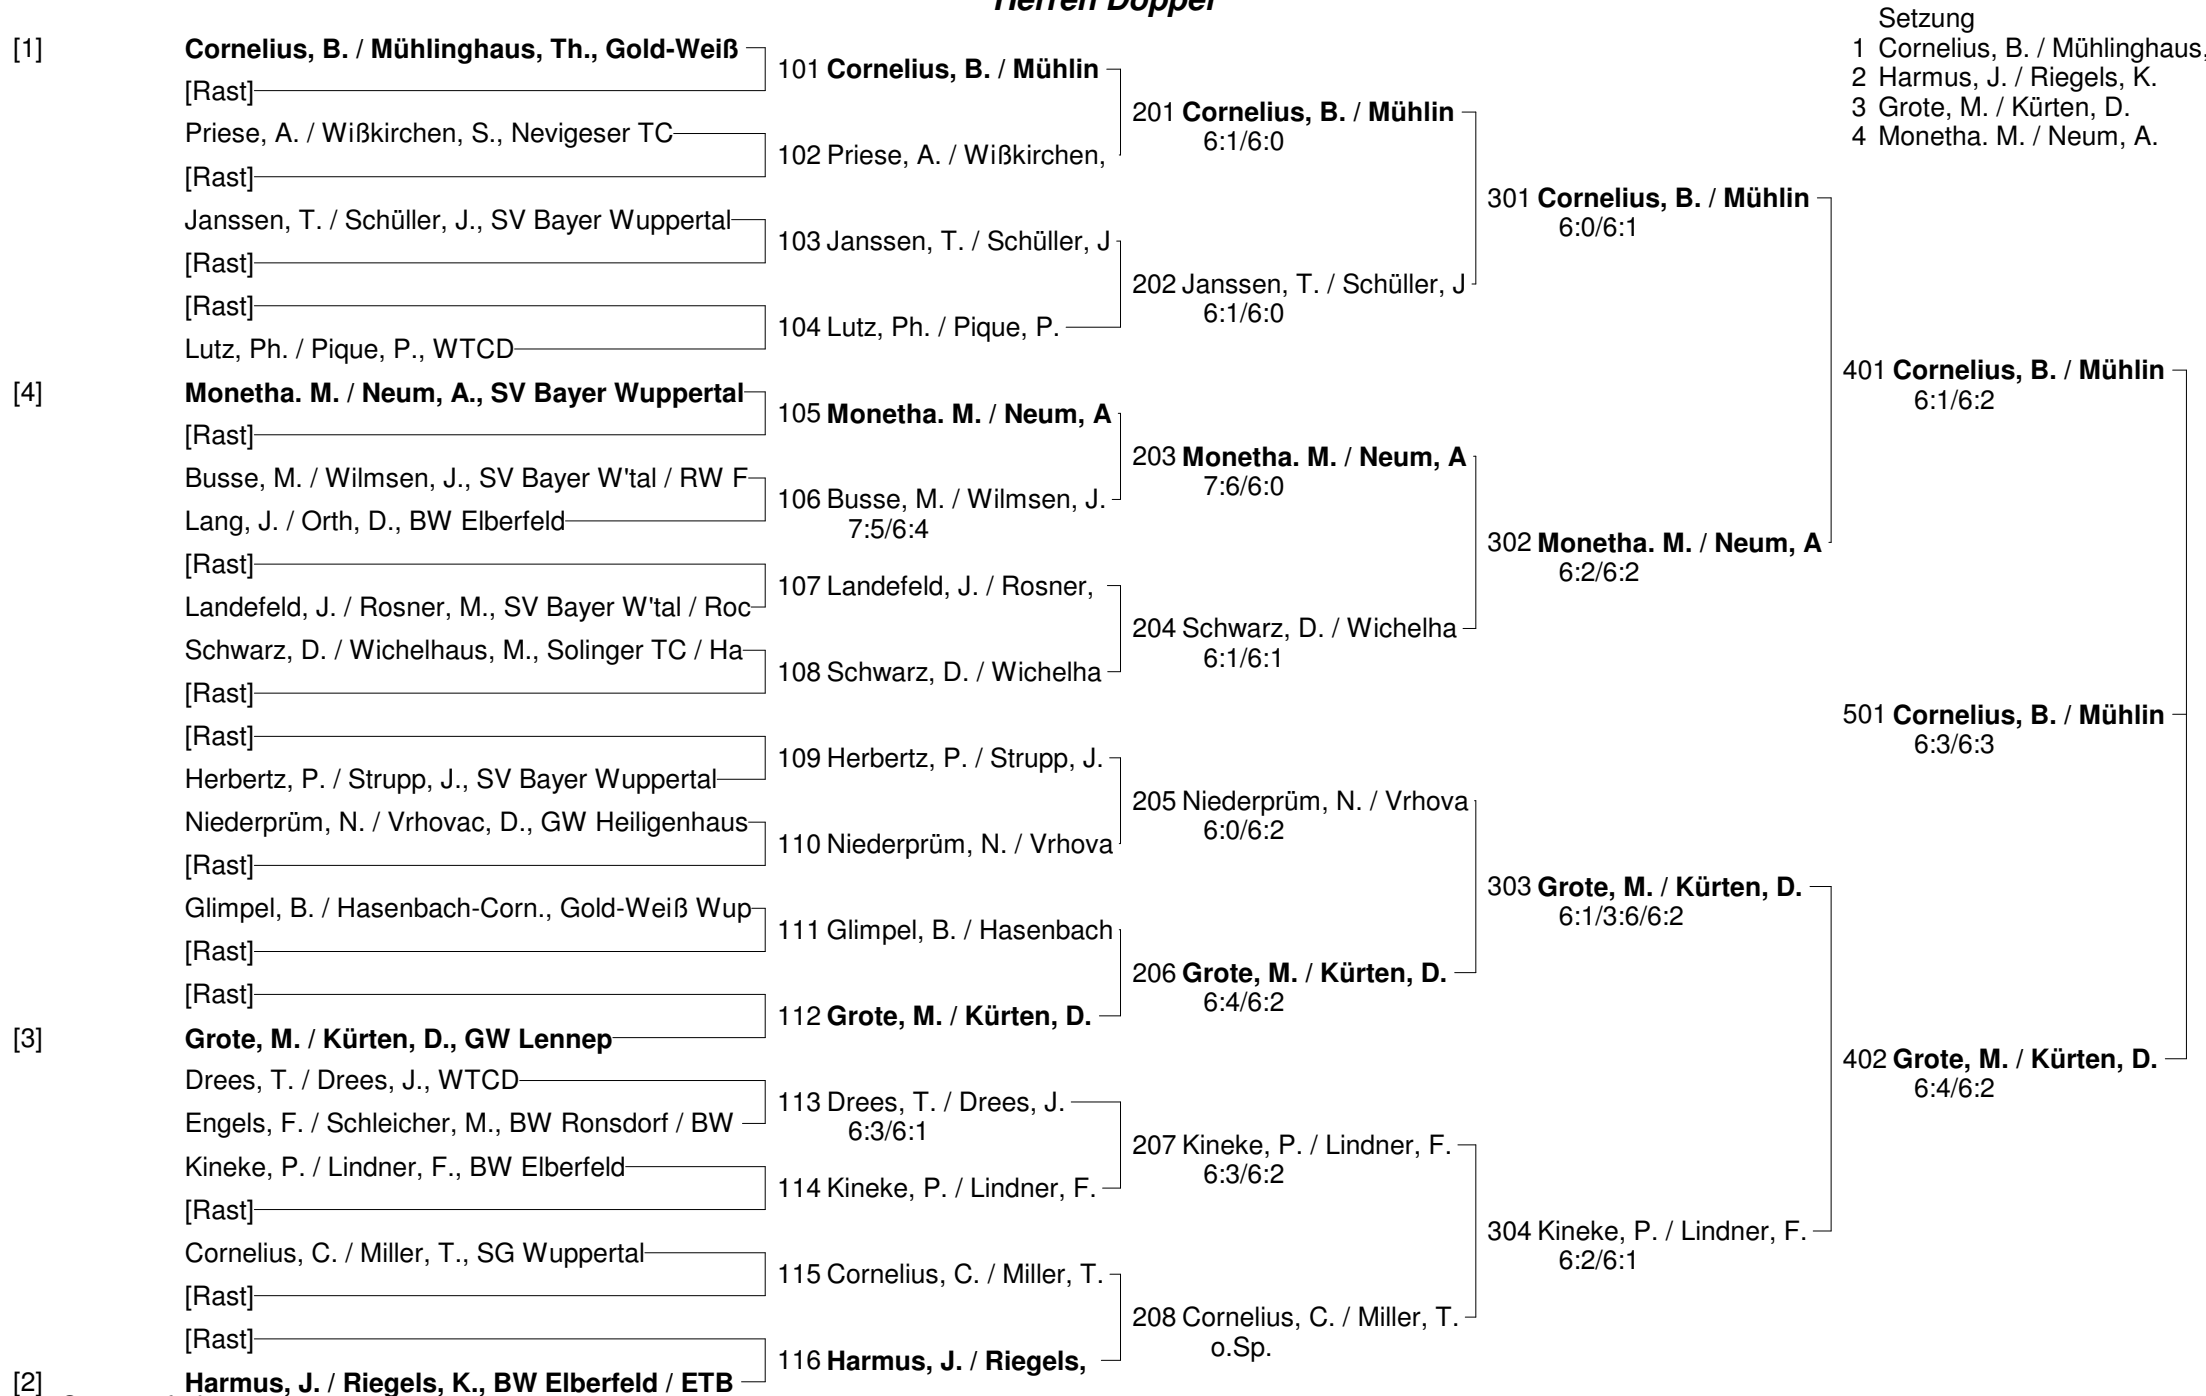 Herren Doppel
Setzung
1 Cornelius, B. / Mühlinghaus,
2 Harmus, J. / Riegels, K.
3 Grote, M. / Kürten, D.
4 Monetha. M. / Neum, A.
[1] Cornelius, B. / Mühlinghaus, Th., Gold-Weiß
[Rast]
Priese, A. / Wißkirchen, S., Nevigeser TC
[Rast]
Janssen, T. / Schüller, J., SV Bayer Wuppertal
[Rast]
[Rast]
Lutz, Ph. / Pique, P., WTCD
[4] Monetha. M. / Neum, A., SV Bayer Wuppertal
[Rast]
Busse, M. / Wilmsen, J., SV Bayer W'tal / RW F
Lang, J. / Orth, D., BW Elberfeld
[Rast]
Landefeld, J. / Rosner, M., SV Bayer W'tal / Roc
Schwarz, D. / Wichelhaus, M., Solinger TC / Ha
[Rast]
[Rast]
Herbertz, P. / Strupp, J., SV Bayer Wuppertal
Niederprüm, N. / Vrhovac, D., GW Heiligenhaus
[Rast]
Glimpel, B. / Hasenbach-Corn., Gold-Weiß Wup
[Rast]
[Rast]
[3] Grote, M. / Kürten, D., GW Lennep
Drees, T. / Drees, J., WTCD
Engels, F. / Schleicher, M., BW Ronsdorf / BW
Kineke, P. / Lindner, F., BW Elberfeld
[Rast]
Cornelius, C. / Miller, T., SG Wuppertal
[Rast]
[Rast]
[2] Harmus, J. / Riegels, K., BW Elberfeld / ETB
101 Cornelius, B. / Mühlin
102 Priese, A. / Wißkirchen,
103 Janssen, T. / Schüller, J
104 Lutz, Ph. / Pique, P.
105 Monetha. M. / Neum, A
106 Busse, M. / Wilmsen, J.
7:5/6:4
107 Landefeld, J. / Rosner,
108 Schwarz, D. / Wichelha
109 Herbertz, P. / Strupp, J.
110 Niederprüm, N. / Vrhova
111 Glimpel, B. / Hasenbach
112 Grote, M. / Kürten, D.
113 Drees, T. / Drees, J.
6:3/6:1
114 Kineke, P. / Lindner, F.
115 Cornelius, C. / Miller, T.
116 Harmus, J. / Riegels,
201 Cornelius, B. / Mühlin
6:1/6:0
202 Janssen, T. / Schüller, J
6:1/6:0
203 Monetha. M. / Neum, A
7:6/6:0
204 Schwarz, D. / Wichelha
6:1/6:1
205 Niederprüm, N. / Vrhova
6:0/6:2
206 Grote, M. / Kürten, D.
6:4/6:2
207 Kineke, P. / Lindner, F.
6:3/6:2
208 Cornelius, C. / Miller, T.
o.Sp.
301 Cornelius, B. / Mühlin
6:0/6:1
302 Monetha. M. / Neum, A
6:2/6:2
303 Grote, M. / Kürten, D.
6:1/3:6/6:2
304 Kineke, P. / Lindner, F.
6:2/6:1
401 Cornelius, B. / Mühlin
6:1/6:2
501 Cornelius, B. / Mühlin
6:3/6:3
402 Grote, M. / Kürten, D.
6:4/6:2